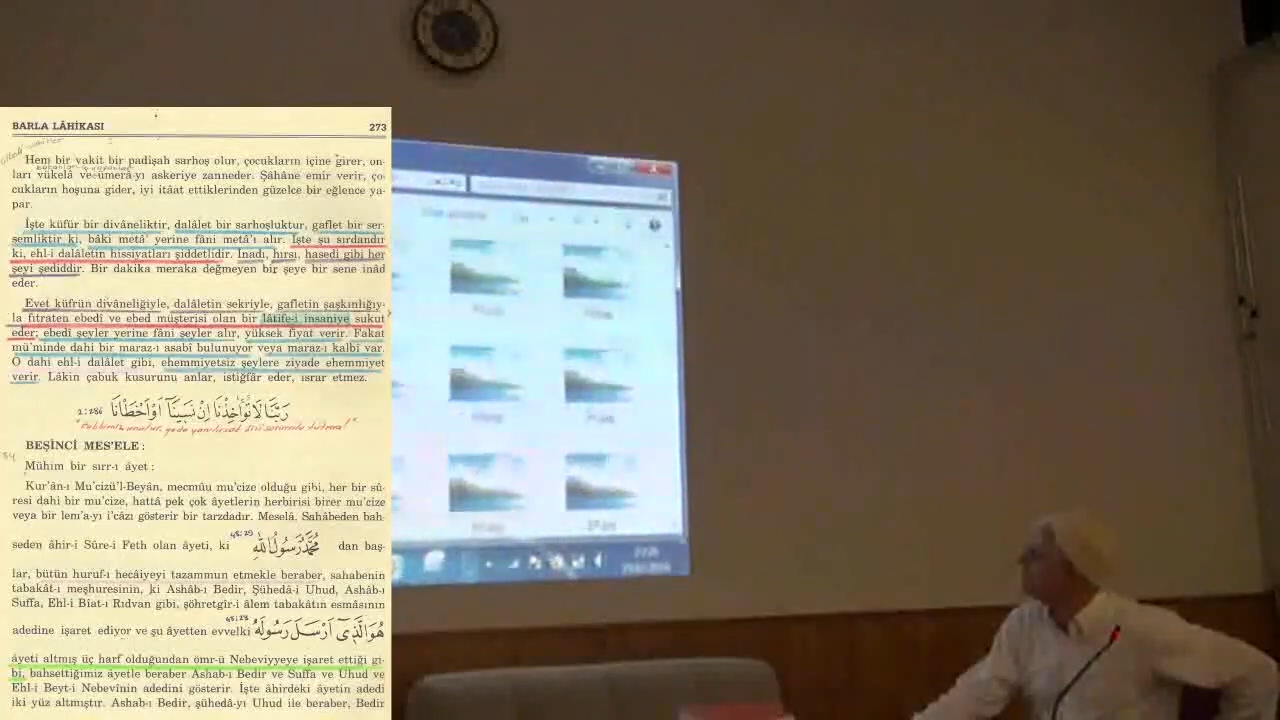 BARLA LÂHİKASI 273
Hem bir vakit bir padişah sarhoş olur, çocukların içine girer, on-
ları vükelâ ve ümerâ-yı askeriye zanneder. Şâhâne emir verir, ço-
cukların hoşuna gider, iyi itâat ettiklerinden güzelce bir eğlence ya-
par.
İşte küfür bir divâneliktir, dalâlet bir sarhoşluktur, gaflet bir ser-
semliktir ki, bâki metâ' yerine fâni metâ'ı alır. İşte şu sırdandır
ki, ehl-i dalâletin hissiyatları şiddetlidir. İnadı, hırsı, hasedi gibi her
şeyi şediddir. Bir dakika meraka değmeyen bir şeye bir sene inâd
eder.
Evet küfrün divâneliğiyle, dalâletin sekriyle, gafletin şaşkınlığıy-
la fıtraten ebedî ve ebed müşterisi olan bir lâtife-i insaniye sukut
eder; ebedî şeyler yerine fâni şeyler alır, yüksek fiyat verir. Fakat
mü'minde dahi bir maraz-ı asabî bulunuyor veya maraz-ı kalbî var.
O dahi ehl-i dalâlet gibi, ehemmiyetsiz şeylere ziyade ehemmiyet
verir. Lâkin çabuk kusurunu anlar, istiğfâr eder, ısrar etmez.
2:286 رَبَّنَا لَا تُؤَاخِذْنَا اِنْ نَسِينَآ اَوْ اَخْطَاْنَا
BEŞİNCİ MES'ELE :
Mühim bir sırr-ı âyet :
Kur'ân-ı Mu'cizü'l-Beyân, mecmûu mu'cize olduğu gibi, her bir sû-
resi dahi bir mu'cize, hattâ pek çok âyetlerin herbirisi birer mu'cize
veya bir lem'a-yı i'câzı gösterir bir tarzdadır. Meselâ. Sahâbeden bah-
seden âhir-i Sûre-i Feth olan âyeti, ki 48:29 مُحَمَّدٌ رَسُولُ اللّٰهِ dan baş-
lar, bütün huruf-ı hecâiyeyi tazammun etmekle beraber, sahabenin
tabakât-ı meşhuresinin, ki Ashâb-ı Bedir, Şühedâ-i Uhud, Ashâb-ı
Suffa, Ehl-i Biat-ı Rıdvan gibi, şöhretgîr-i âlem tabakâtın esmâsının
adedine işaret ediyor ve şu âyetten evvelki 48:28 هُوَ الَّذِىٓ اَرْسَلَ رَسُولَهُ
âyeti altmış üç harf olduğundan ömr-ü Nebeviyyeye işaret ettiği gi-
bi, bahsettiğimiz âyetle beraber Ashab-ı Bedir ve Suffa ve Uhud ve
Ehl-i Beyt-i Nebevînin adedini gösterir. İşte âhirdeki âyetin adedi
iki yüz altmıştır. Ashab-ı Bedir, şühedâ-yı Uhud ile beraber, Bedir